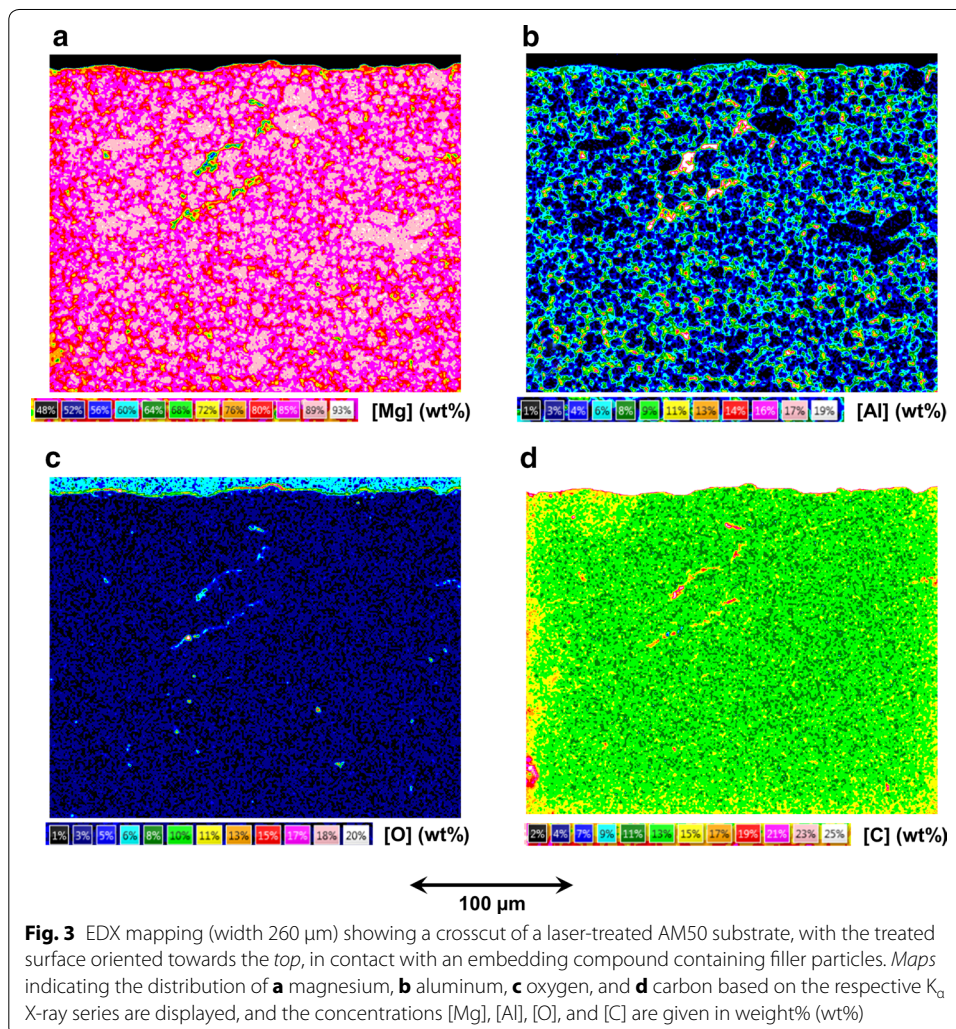 a
b
48% 52% 56% 60% 64% 68% 72% 76% 80% 85% 89% 93% [Mg] (wt%)
1% 3% 4% 6% 8% 9% 11% 13% 14% 16% 17% 19% [Al] (wt%)
c
d
1% 3% 5% 6% 8% 10% 11% 13% 15% 17% 18% 20% [O] (wt%)
2% 4% 7% 9% 11% 13% 15% 17% 19% 21% 23% 25% [C] (wt%)
100 µm
Fig. 3 EDX mapping (width 260 µm) showing a crosscut of a laser-treated AM50 substrate, with the treated
surface oriented towards the top, in contact with an embedding compound containing filler particles. Maps
indicating the distribution of a magnesium, b aluminum, c oxygen, and d carbon based on the respective Kα
X-ray series are displayed, and the concentrations [Mg], [Al], [O], and [C] are given in weight% (wt%)